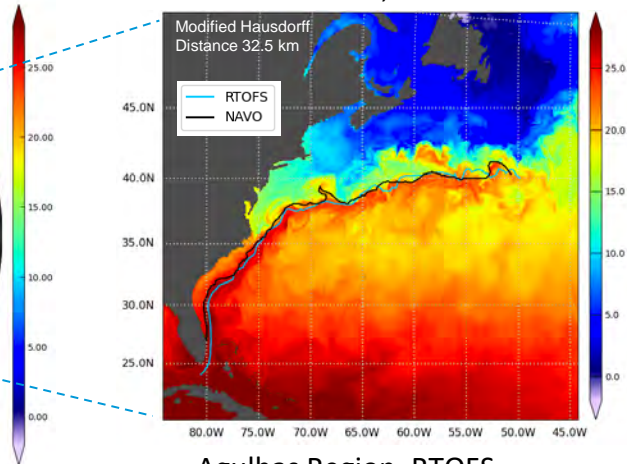 Modified Hausdorff
Distance 32.5 km
RTOFS
NAVO
25.00
20.00
15.00
10.00
5.00
0.00
45.0N
40.0N
35.0N
30.0N
25.0N
80.0W 75.0W 70.0W 65.0W 60.0W 55.0W 50.0W 45.0W
25.0
20.0
15.0
10.0
5.0
0.0
Agulhas Region RTOFS